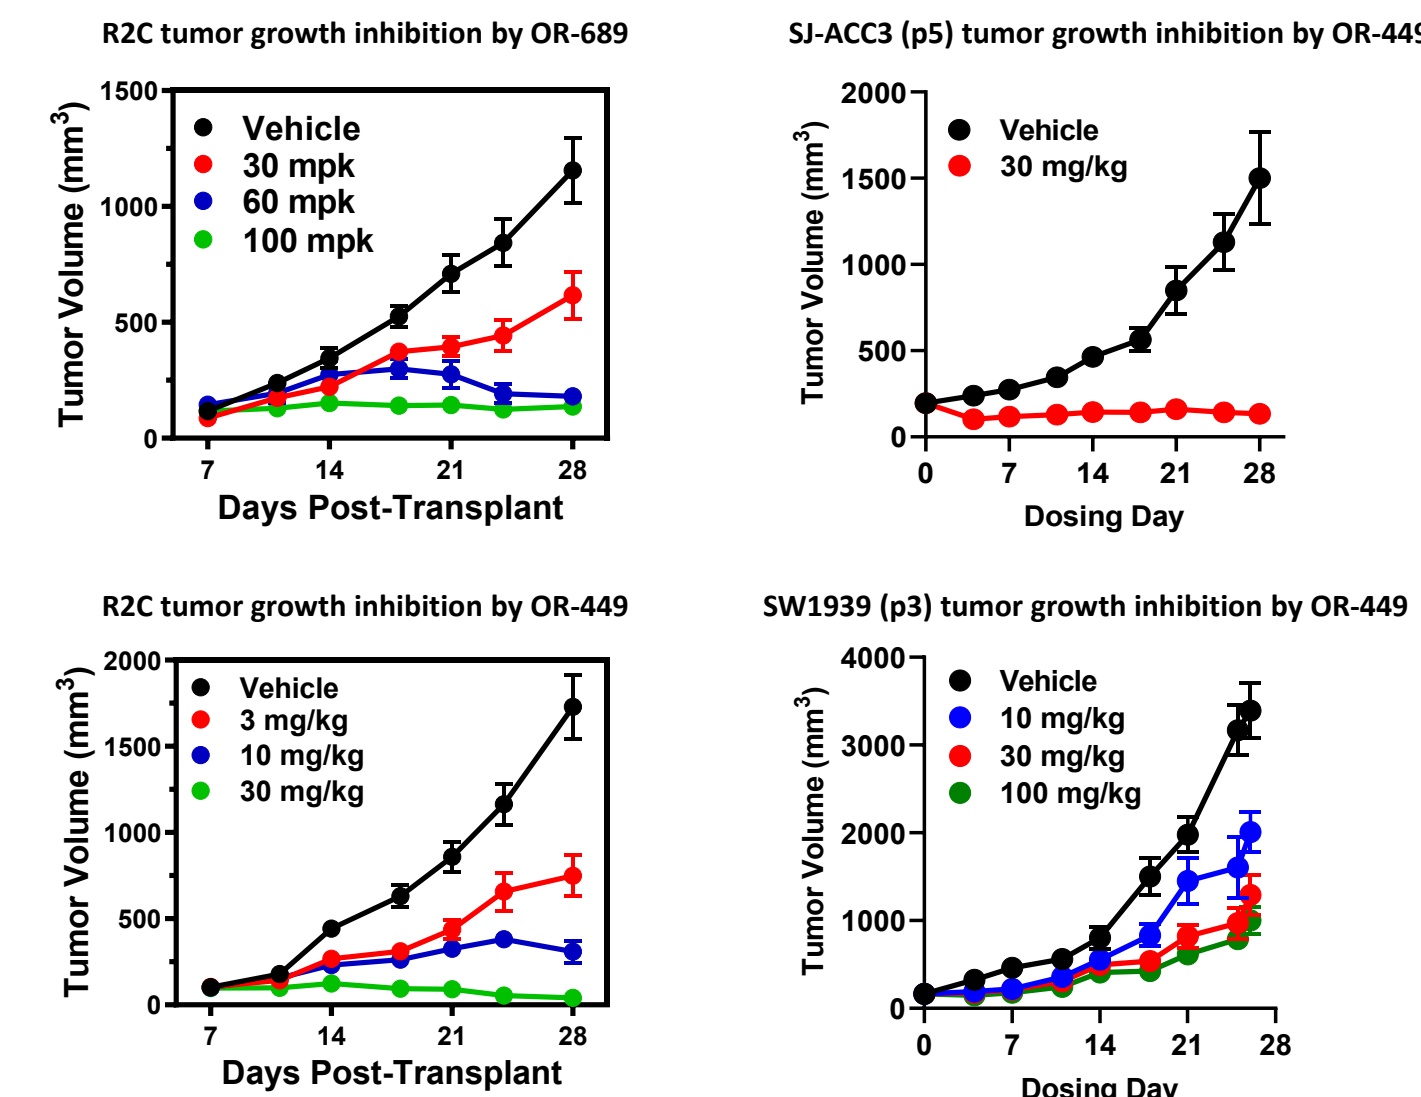 R2C tumor growth inhibition by OR-689
Tumor Volume (mm³)
1500
1000
500
0
Vehicle
30 mpk
60 mpk
100 mpk
7 14 21 28
Days Post-Transplant
SJ-ACC3 (p5) tumor growth inhibition by OR-449
Tumor Volume (mm³)
2000
1500
1000
500
0
Vehicle
30 mg/kg
0 7 14 21 28
Dosing Day
R2C tumor growth inhibition by OR-449
Tumor Volume (mm³)
2000
1500
1000
500
0
Vehicle
3 mg/kg
10 mg/kg
30 mg/kg
7 14 21 28
Days Post-Transplant
SW1939 (p3) tumor growth inhibition by OR-449
Tumor Volume (mm³)
4000
3000
2000
1000
0
Vehicle
10 mg/kg
30 mg/kg
100 mg/kg
0 7 14 21 28
Dosing Day